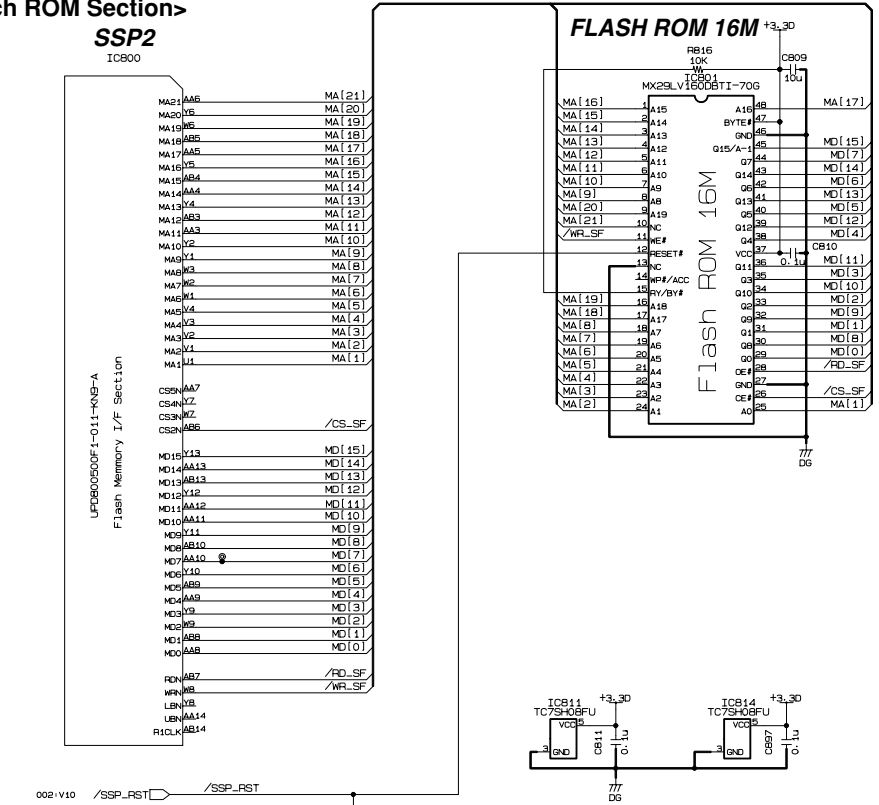 ch ROM Section>
SSP2
IC800
MA21 AA6 MA[21]
MA20 Y6 MA[20]
MA19 W6 MA[19]
MA18 AB5 MA[18]
MA17 AA5 MA[17]
MA16 Y5 MA[16]
MA15 AB4 MA[15]
MA14 AA4 MA[14]
MA13 Y4 MA[13]
MA12 AB3 MA[12]
MA11 AA3 MA[11]
MA10 Y2 MA[10]
MA9 Y1 MA[9]
MA8 W3 MA[8]
MA7 W2 MA[7]
MA6 W1 MA[6]
MA5 V4 MA[5]
MA4 V3 MA[4]
MA3 V2 MA[3]
MA2 V1 MA[2]
MA1 U1 MA[1]
CS5N AA7
CS4N Y7
CS3N W7
CS2N AB6 /CS_SF
MD15 Y13 MD[15]
MD14 AA13 MD[14]
MD13 AB13 MD[13]
MD12 Y12 MD[12]
MD11 AA12 MD[11]
MD10 AA11 MD[10]
MD9 Y11 MD[9]
MD8 AB10 MD[8]
MD7 AA10 MD[7]
MD6 Y10 MD[6]
MD5 AB9 MD[5]
MD4 AA9 MD[4]
MD3 Y9 MD[3]
MD2 W9 MD[2]
MD1 AB8 MD[1]
MD0 AA8 MD[0]
RDN AB7 /RD_SF
WRN W8 /WR_SF
LBN Y8
UBN AA14
R1CLK AB14
UPD800500F1-011-KN9-A
Flash Memmory I/F Section
002:V10 /SSP_RST /SSP_RST
FLASH ROM 16M
+3.3D
R816
10K
C809
10u
IC801
MX29LV160DBTI-70G
MA[16] 1 A15 A16 48 MA[17]
MA[15] 2 A14 BYTE# 47
MA[14] 3 A13 GND 46
MA[13] 4 A12 Q15/A-1 45 MD[15]
MA[12] 5 A11 Q7 44 MD[7]
MA[11] 6 A10 Q14 43 MD[14]
MA[10] 7 A9 Q6 42 MD[6]
MA[9] 8 A8 Q13 41 MD[13]
MA[20] 9 A19 Q5 40 MD[5]
MA[21] 10 NC Q12 39 MD[12]
/WR_SF 11 WE# Q4 38 MD[4]
12 RESET# VCC 37
C810
0.1u
13 NC Q11 36 MD[11]
14 WP#/ACC Q3 35 MD[3]
15 RY/BY# Q10 34 MD[10]
MA[19] 16 A18 Q2 33 MD[2]
MA[18] 17 A17 Q9 32 MD[9]
MA[8] 18 A7 Q1 31 MD[1]
MA[7] 19 A6 Q8 30 MD[8]
MA[6] 20 A5 Q0 29 MD[0]
MA[5] 21 A4 OE# 28 /RD_SF
MA[4] 22 A3 GND 27
MA[3] 23 A2 CE# 26 /CS_SF
MA[2] 24 A1 A0 25 MA[1]
Flash ROM 16M
DG
IC811
TC7SH08FU
+3.3D
VCC 5
3 GND
C811
0.1u
IC814
TC7SH08FU
+3.3D
VCC 5
3 GND
C897
0.1u
DG